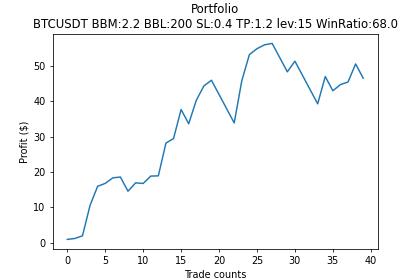 Portfolio
BTCUSDT BBM:2.2 BBL:200 SL:0.4 TP:1.2 lev:15 WinRatio:68.0
50
40
30
20
10
0
Profit ($)
0 5 10 15 20 25 30 35 40
Trade counts